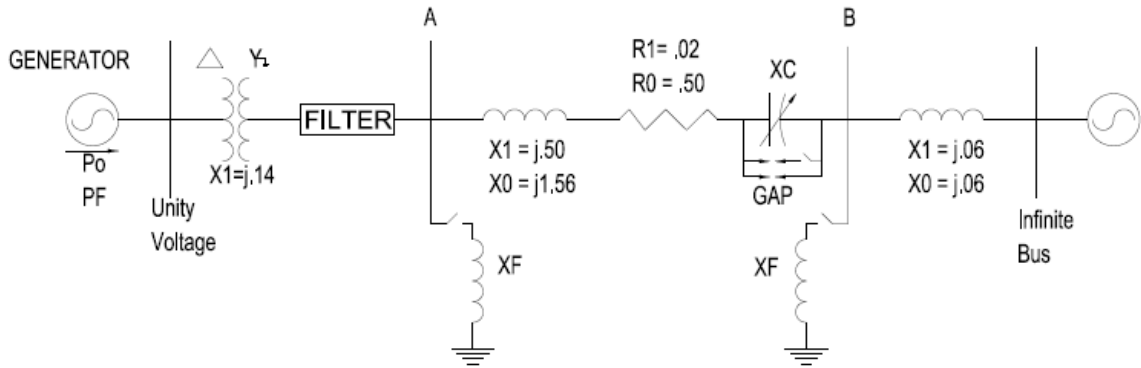 A
B
GENERATOR
R1= .02
R0 = .50
XC
FILTER
Po
PF
X1=j.14
X1 = j.50
X0 = j1.56
GAP
X1 = j.06
X0 = j.06
Unity
Voltage
Infinite
Bus
XF
XF